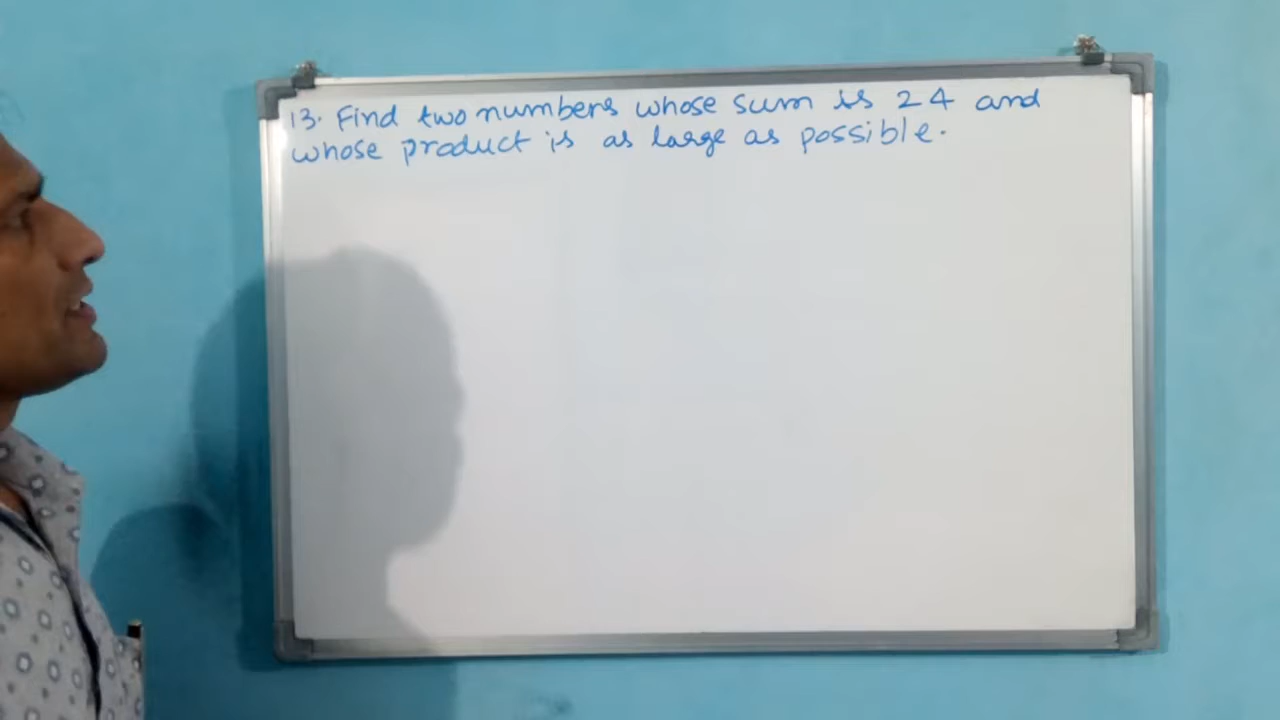 13. Find two numbers whose sum is 24 and
whose product is as large as possible.